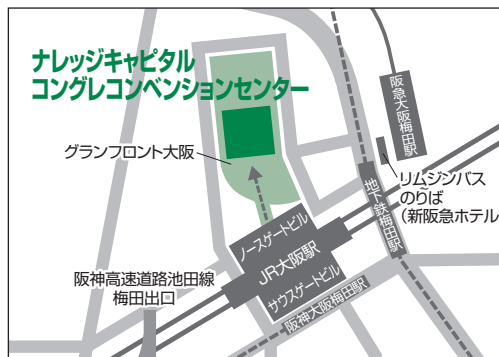 ナレッジキャピタル
コングレコンベンションセンター
グランフロント大阪
阪急大阪梅田駅
リムジンバス
のりば
(新阪急ホテル
地下鉄梅田駅
ノースゲートビル
JR大阪駅
サウスゲートビル
阪神大阪梅田駅
阪神高速道路池田線
梅田出口